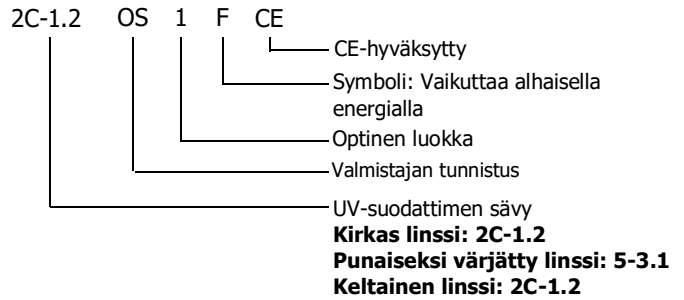 2C-1.2 OS 1 F CE
CE-hyväksytty
Symboli: Vaikuttaa alhaisella
energialla
Optinen luokka
Valmistajan tunnistus
UV-suodattimen sävy
Kirkas linssi: 2C-1.2
Punaiseksi värjätty linssi: 5-3.1
Keltainen linssi: 2C-1.2